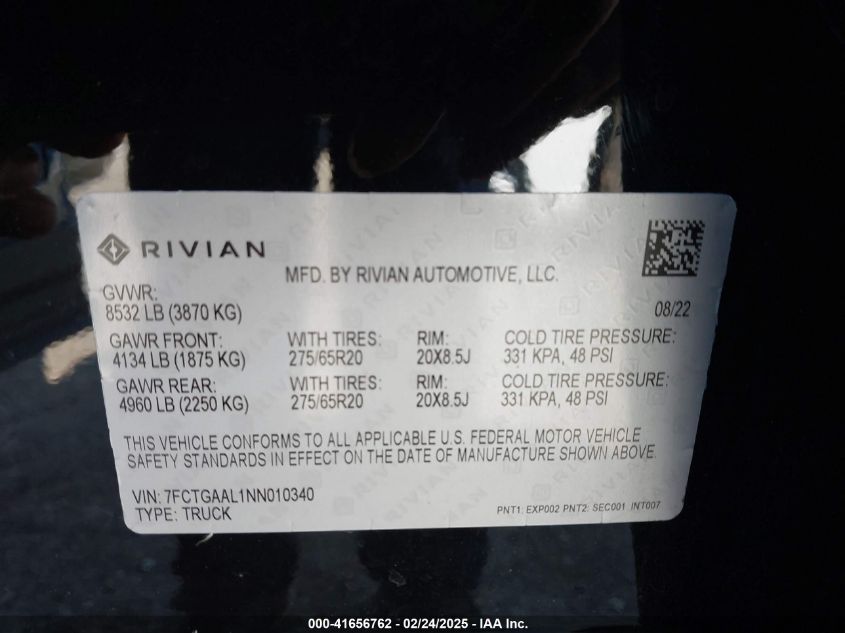 RIVIAN
MFD. BY RIVIAN AUTOMOTIVE, LLC.
GVWR:
8532 LB (3870 KG) 08/22
GAWR FRONT: WITH TIRES: RIM: COLD TIRE PRESSURE:
4134 LB (1875 KG) 275/65R20 20X8.5J 331 KPA, 48 PSI
GAWR REAR: WITH TIRES: RIM: COLD TIRE PRESSURE:
4960 LB (2250 KG) 275/65R20 20X8.5J 331 KPA, 48 PSI
THIS VEHICLE CONFORMS TO ALL APPLICABLE U.S. FEDERAL MOTOR VEHICLE
SAFETY STANDARDS IN EFFECT ON THE DATE OF MANUFACTURE SHOWN ABOVE.
VIN: 7FCTGAAL1NN010340
TYPE: TRUCK PNT1: EXP002 PNT2: SEC001 INT007
000-41656762 - 02/24/2025 - IAA Inc.